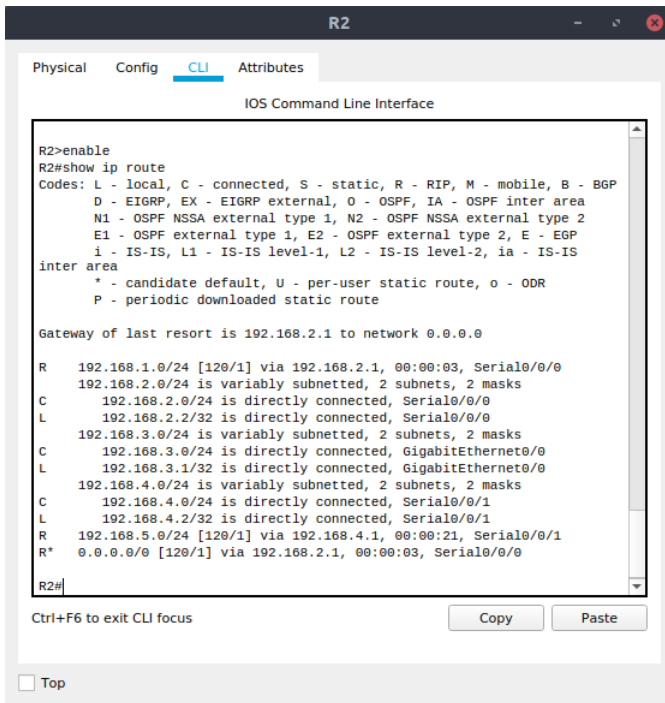 R2
Physical Config CLI Attributes
IOS Command Line Interface
R2>enable
R2#show ip route
Codes: L - local, C - connected, S - static, R - RIP, M - mobile, B - BGP
D - EIGRP, EX - EIGRP external, O - OSPF, IA - OSPF inter area
N1 - OSPF NSSA external type 1, N2 - OSPF NSSA external type 2
E1 - OSPF external type 1, E2 - OSPF external type 2, E - EGP
i - IS-IS, L1 - IS-IS level-1, L2 - IS-IS level-2, ia - IS-IS
inter area
* - candidate default, U - per-user static route, o - ODR
P - periodic downloaded static route
Gateway of last resort is 192.168.2.1 to network 0.0.0.0
R 192.168.1.0/24 [120/1] via 192.168.2.1, 00:00:03, Serial0/0/0
192.168.2.0/24 is variably subnetted, 2 subnets, 2 masks
C 192.168.2.0/24 is directly connected, Serial0/0/0
L 192.168.2.2/32 is directly connected, Serial0/0/0
192.168.3.0/24 is variably subnetted, 2 subnets, 2 masks
C 192.168.3.0/24 is directly connected, GigabitEthernet0/0
L 192.168.3.1/32 is directly connected, GigabitEthernet0/0
192.168.4.0/24 is variably subnetted, 2 subnets, 2 masks
C 192.168.4.0/24 is directly connected, Serial0/0/1
L 192.168.4.2/32 is directly connected, Serial0/0/1
R 192.168.5.0/24 [120/1] via 192.168.4.1, 00:00:21, Serial0/0/1
R* 0.0.0.0/0 [120/1] via 192.168.2.1, 00:00:03, Serial0/0/0
R2#
Ctrl+F6 to exit CLI focus Copy Paste
Top